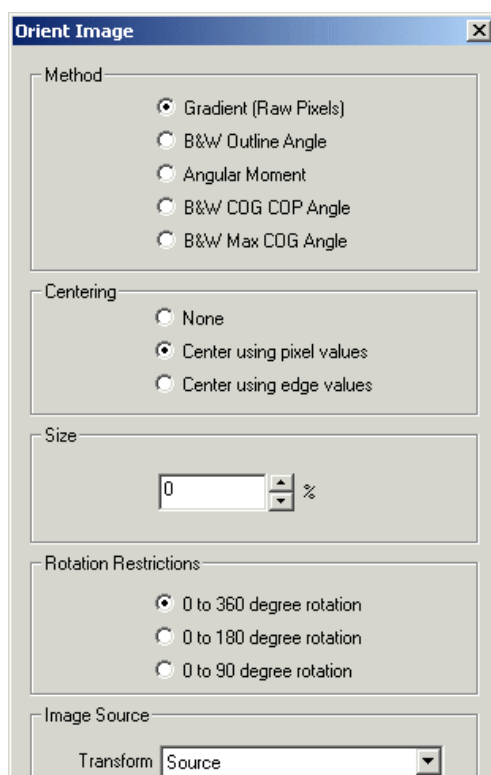 Orient Image
Method
Gradient (Raw Pixels)
B&W Outline Angle
Angular Moment
B&W COG COP Angle
B&W Max COG Angle
Centering
None
Center using pixel values
Center using edge values
Size
0 %
Rotation Restrictions
0 to 360 degree rotation
0 to 180 degree rotation
0 to 90 degree rotation
Image Source
Transform Source